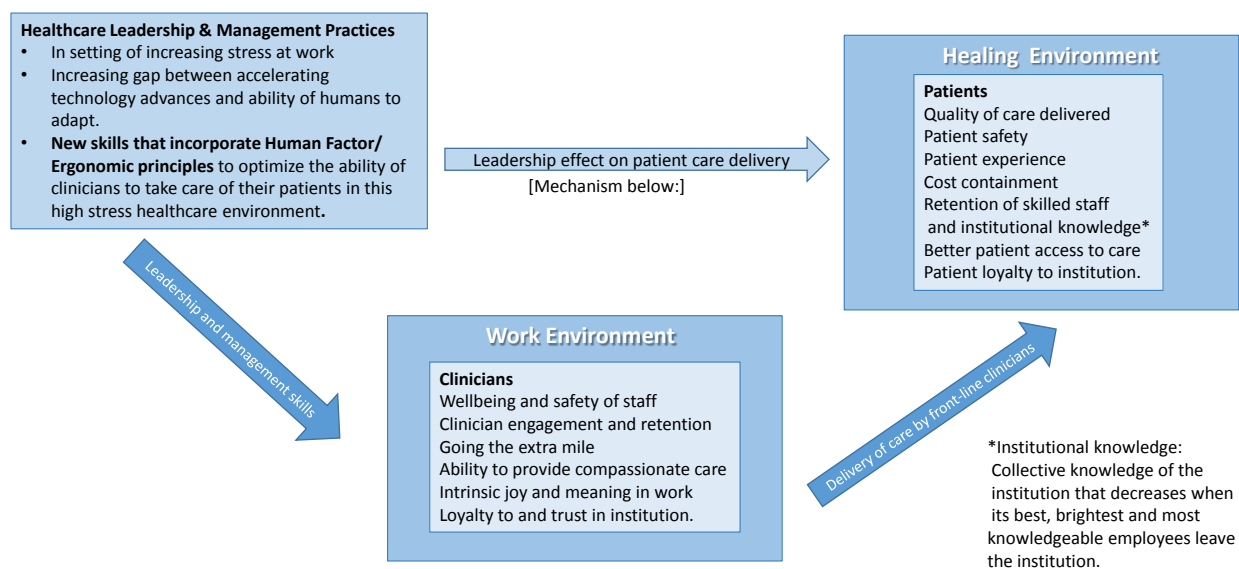 Healthcare Leadership & Management Practices
• In setting of increasing stress at work
• Increasing gap between accelerating
technology advances and ability of humans to
adapt.
• New skills that incorporate Human Factor/
Ergonomic principles to optimize the ability of
clinicians to take care of their patients in this
high stress healthcare environment.
Leadership effect on patient care delivery
[Mechanism below:]
Healing Environment
Patients
Quality of care delivered
Patient safety
Patient experience
Cost containment
Retention of skilled staff
and institutional knowledge*
Better patient access to care
Patient loyalty to institution.
Leadership and management skills
Work Environment
Clinicians
Wellbeing and safety of staff
Clinician engagement and retention
Going the extra mile
Ability to provide compassionate care
Intrinsic joy and meaning in work
Loyalty to and trust in institution.
Delivery of care by front-line clinicians
*Institutional knowledge:
Collective knowledge of the
institution that decreases when
its best, brightest and most
knowledgeable employees leave
the institution.